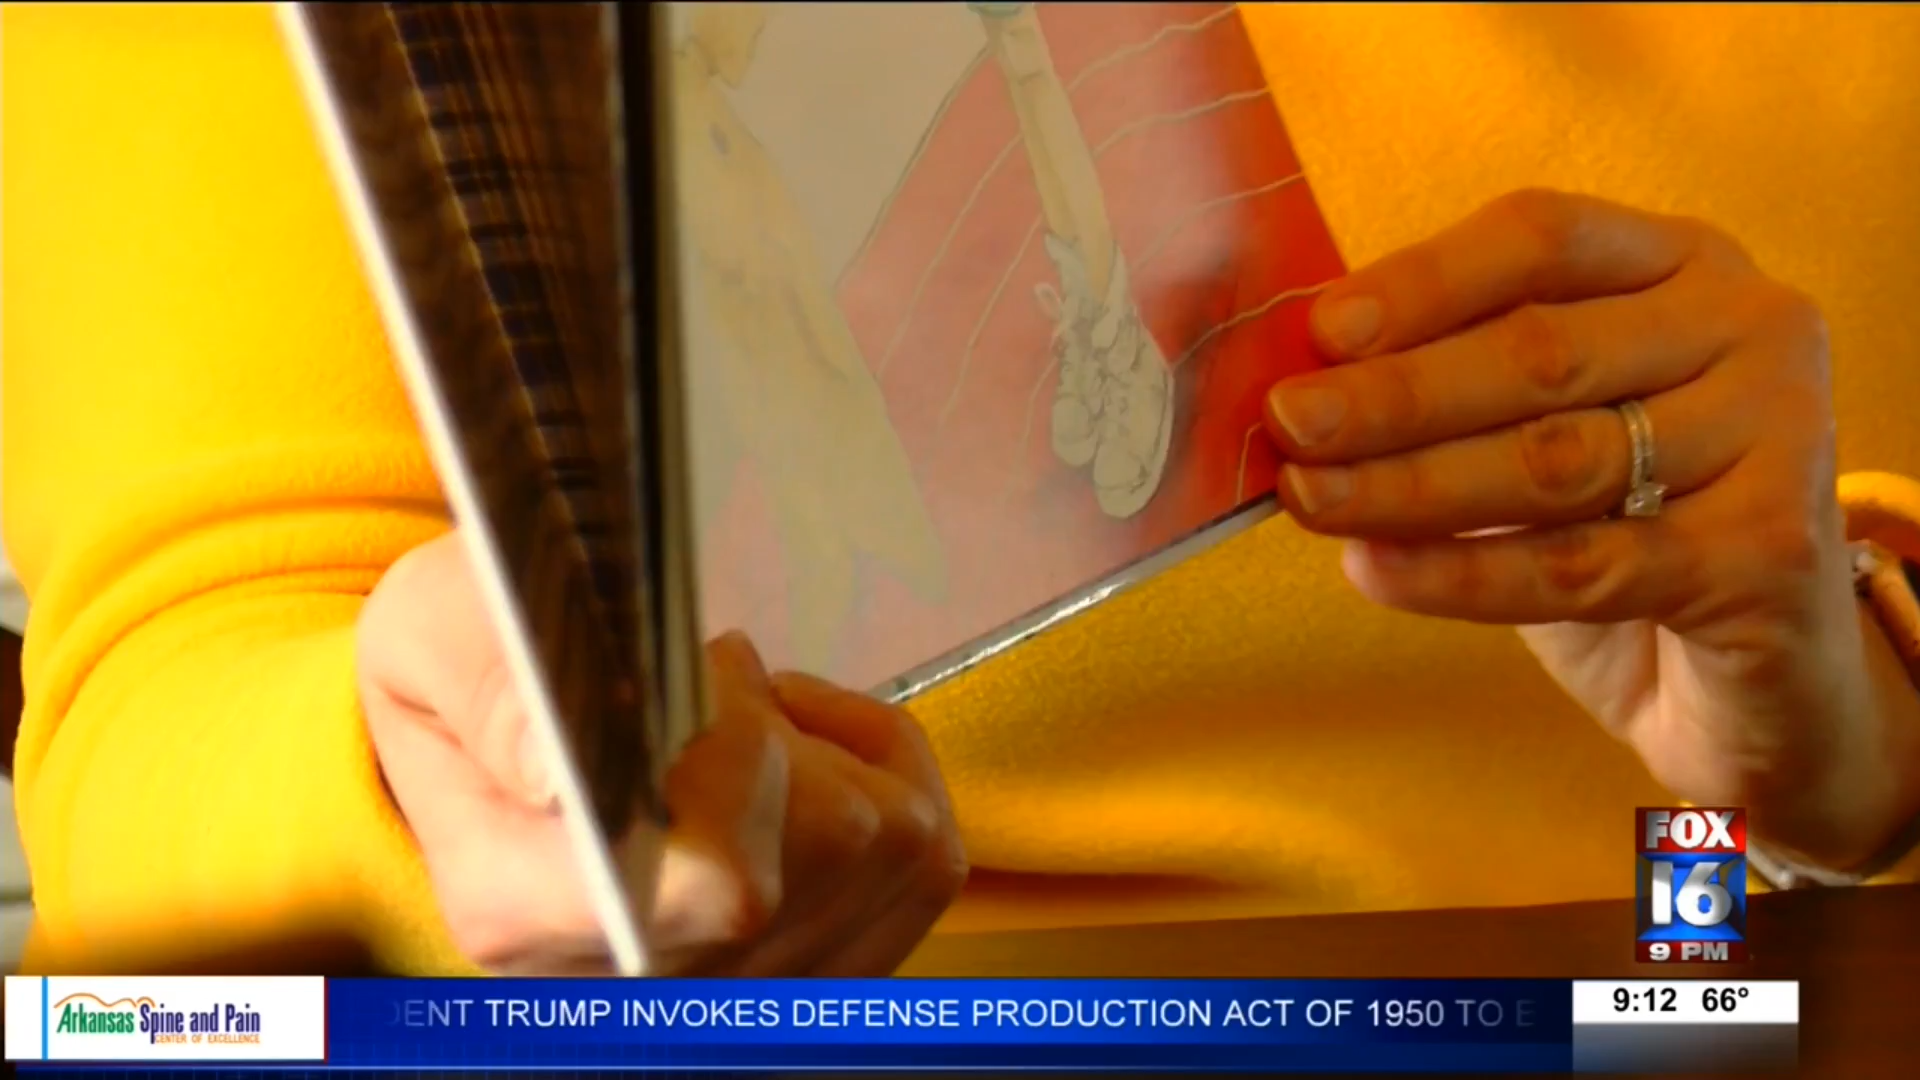 FOX
16
9 PM
Arkansas Spine and Pain
CENTER OF EXCELLENCE
DENT TRUMP INVOKES DEFENSE PRODUCTION ACT OF 1950 TO E
9:12 66°